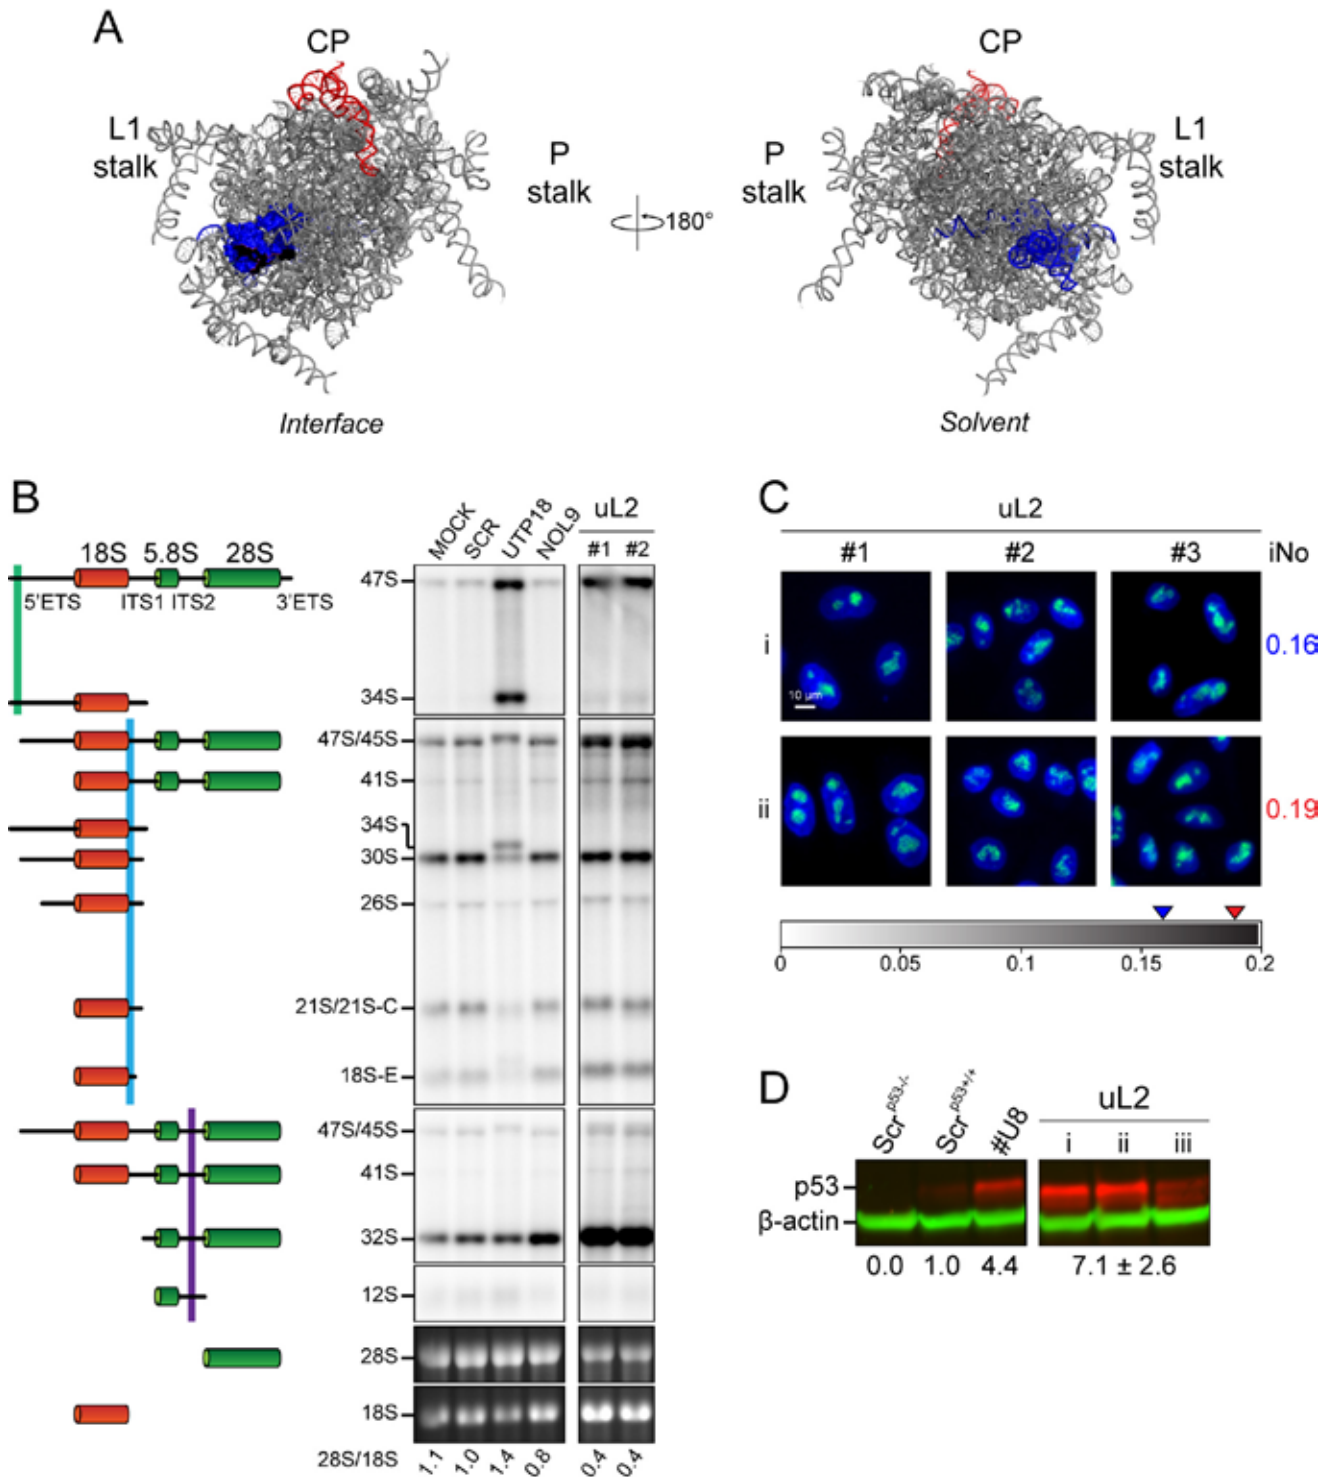 A
CP
L1
stalk
P
stalk
180°
Interface
CP
P
stalk
L1
stalk
Solvent
B
18S 5.8S 28S
5'ETS ITS1 ITS2 3'ETS
MOCK
SCR
UTP18
NOL9
uL2
#1 #2
47S
34S
47S/45S
41S
34S
30S
26S
21S/21S-C
18S-E
47S/45S
41S
32S
12S
28S
18S
28S/18S 1.1 1.0 1.4 0.8 0.4 0.4
C
uL2
#1 #2 #3 iNo
i 0.16
10 µm
ii 0.19
0 0.05 0.1 0.15 0.2
D
Scr p53-/-
Scr p53+/+
#U8
uL2
i ii iii
p53
β-actin
0.0 1.0 4.4 7.1 ± 2.6